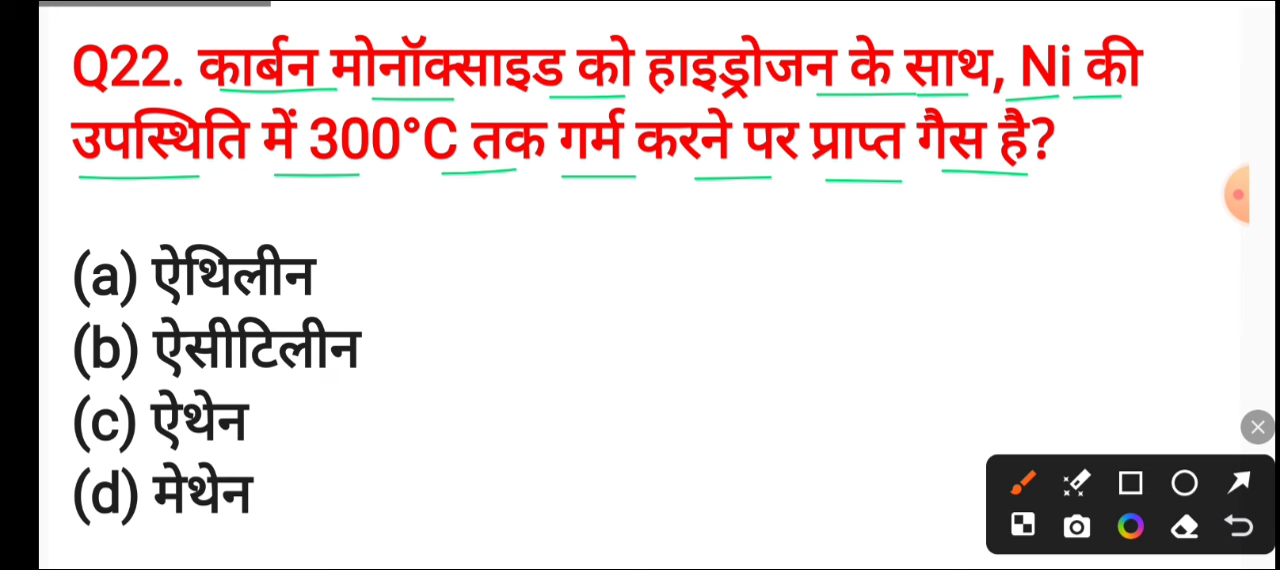 Q22. कार्बन मोनॉक्साइड को हाइड्रोजन के साथ, Ni की
उपस्थिति में 300°C तक गर्म करने पर प्राप्त गैस है?
(a) ऐथिलीन
(b) ऐसीटिलीन
(c) ऐथेन
(d) मेथेन